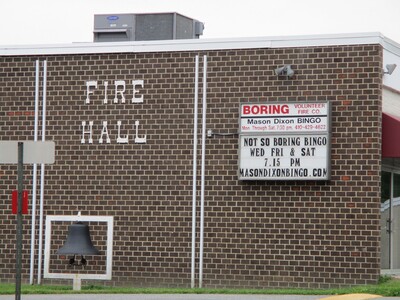 FIRE
HALL
BORING VOLUNTEER
FIRE CO.
Mason Dixon BINGO
NOT SO BORING BINGO
WED FRI & SAT
7.15 PM
MASONDIXONBINGO.COM